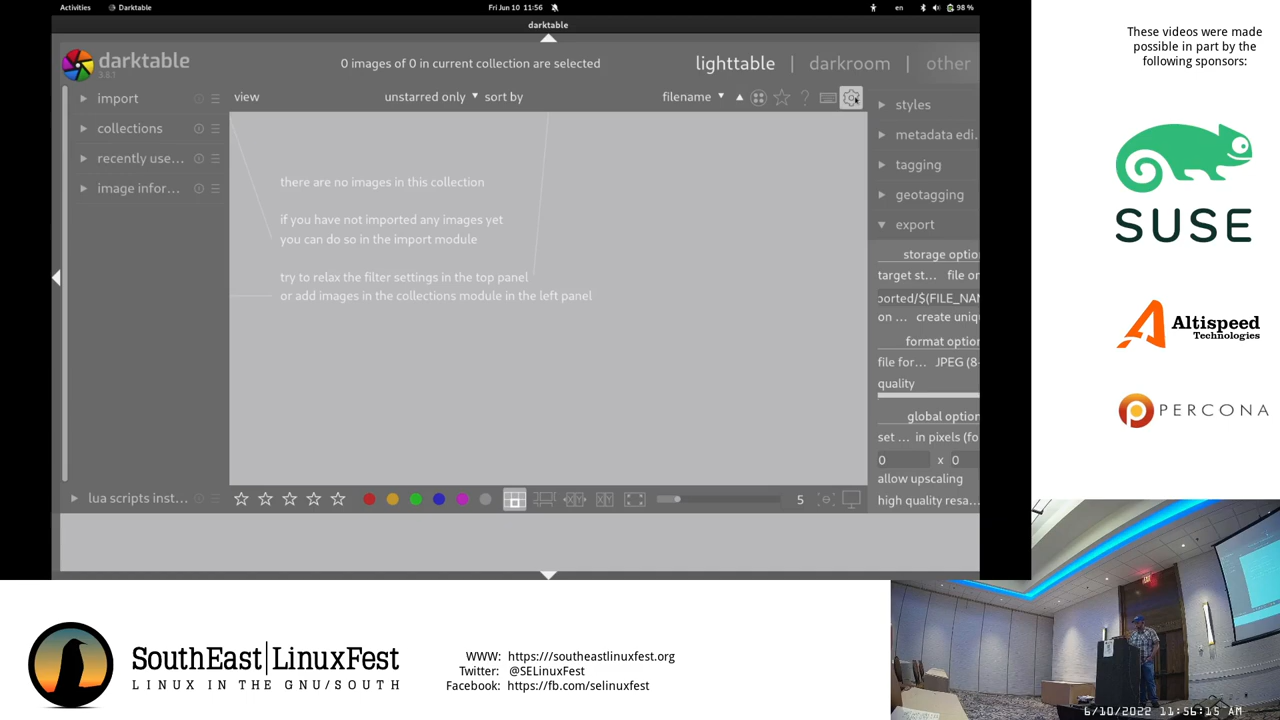 Activities
Darktable
Fri Jun 10 11:56
en
98 %
darktable
darktable
3.8.1
0 images of 0 in current collection are selected
lighttable | darkroom | other
import
collections
recently use...
image infor...
view
unstarred only
sort by
filename
?
there are no images in this collection
if you have not imported any images yet
you can do so in the import module
try to relax the filter settings in the top panel
or add images in the collections module in the left panel
styles
metadata edi...
tagging
geotagging
export
storage optio
target st... file on
ported/$(FILE_NAM
on ... create uniq
format option
file for... JPEG (8-
quality
global option
set ... in pixels (fo
0 x 0
allow upscaling
high quality resa...
lua scripts inst...
5
These videos were made
possible in part by the
following sponsors:
SUSE
Altispeed
Technologies
PERCONA
SouthEast|LinuxFest
LINUX IN THE GNU/SOUTH
WWW: https:///southeastlinuxfest.org
Twitter: @SELinuxFest
Facebook: https://fb.com/selinuxfest
6/10/2022 11:56:15 AM